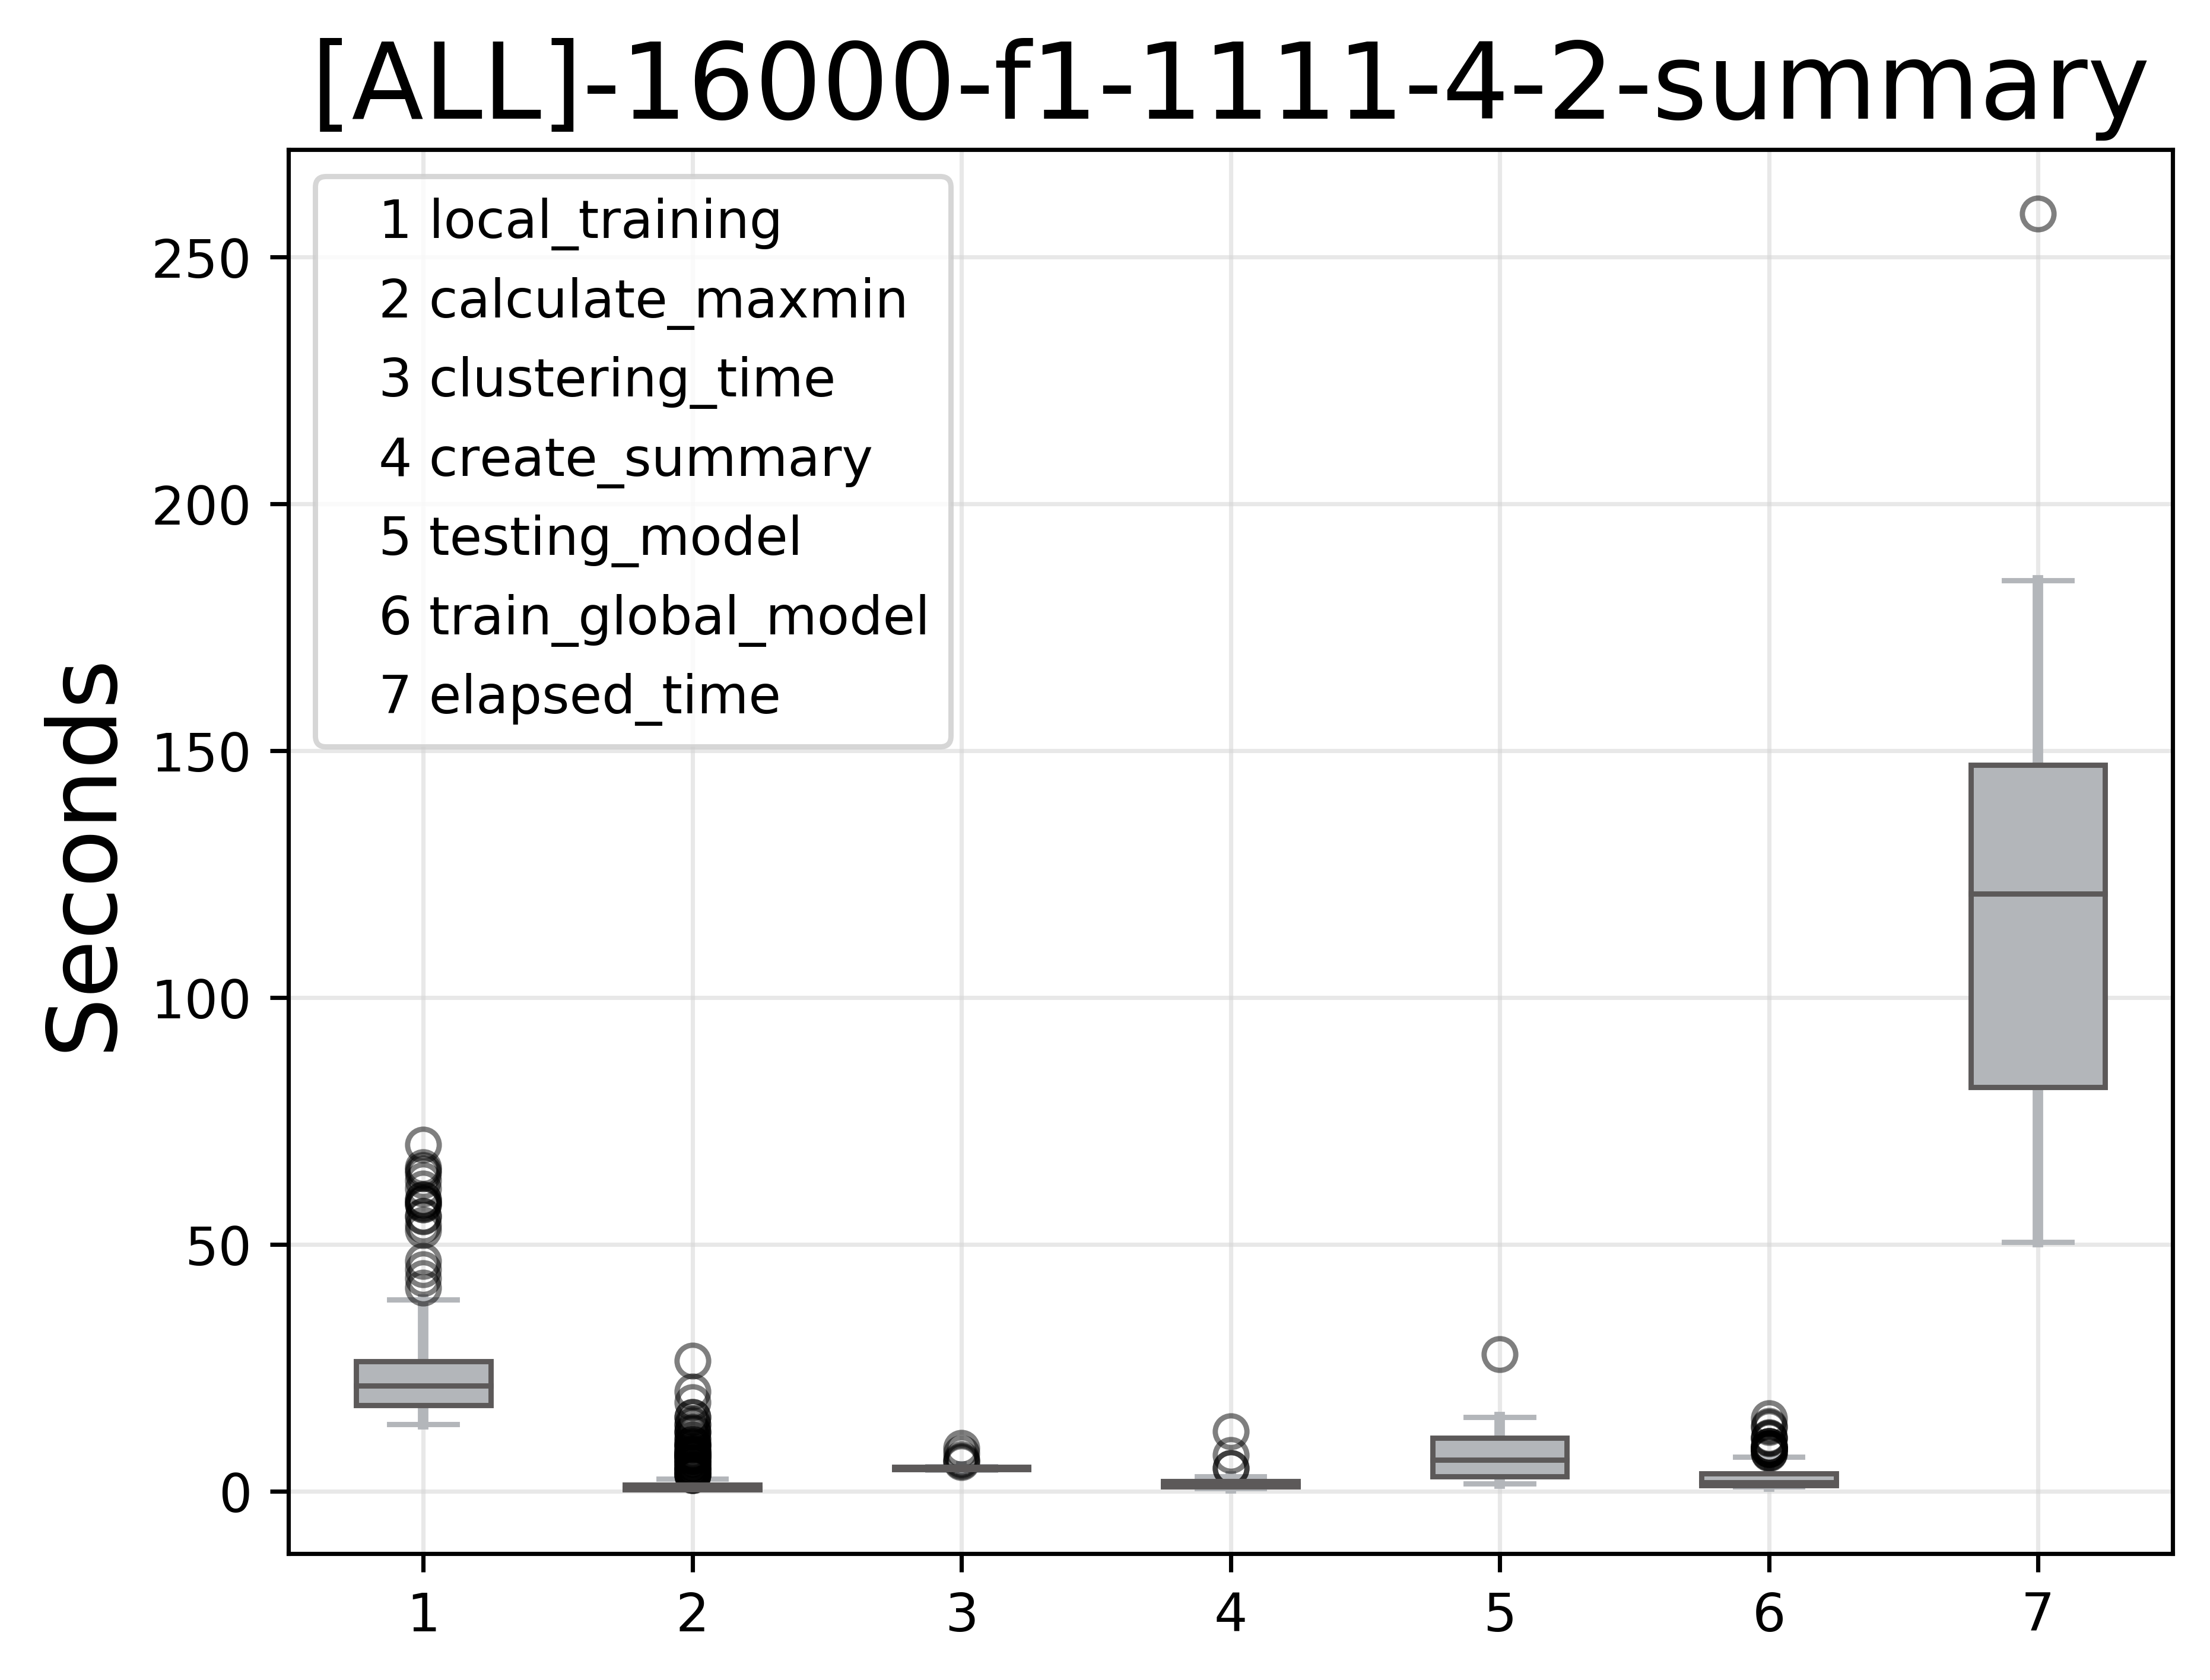 [ALL]-16000-f1-1111-4-2-summary
1 local_training
2 calculate_maxmin
3 clustering_time
4 create_summary
5 testing_model
6 train_global_model
7 elapsed_time
Seconds
250
200
150
100
50
0
1 2 3 4 5 6 7